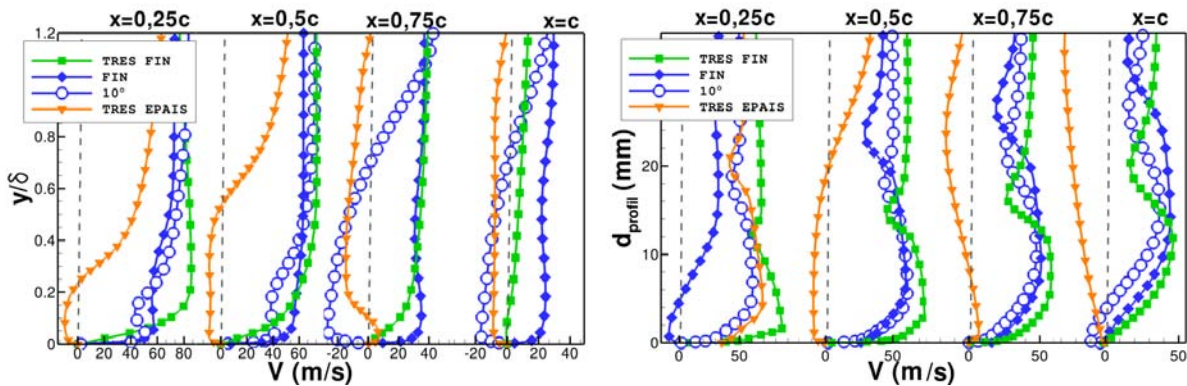 x=0,25c x=0,5c x=0,75c x=c
1.2
TRES FIN
FIN
10°
TRES EPAIS
0.8
y/δ
0.6
0.4
0.2
0
0 20 40 60 80 0 20 40 60 -20 0 20 40 -20 0 20 40
V (m/s)
x=0,25c x=0,5c x=0,75c x=c
TRES FIN
FIN
10°
TRES EPAIS
20
d profil (mm)
10
0
0 50 0 50 0 50 0 50
V (m/s)